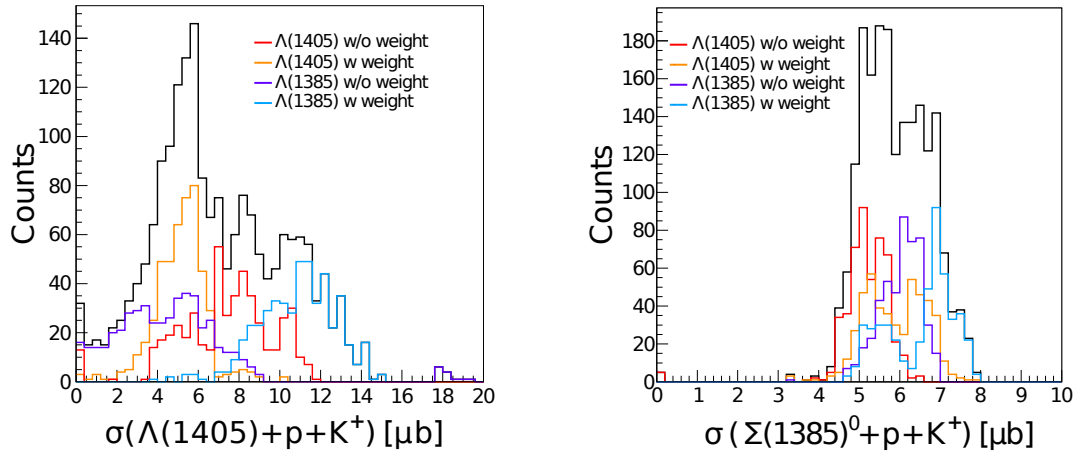 140
120
100
80
60
40
20
0
Counts
Λ(1405) w/o weight
Λ(1405) w weight
Λ(1385) w/o weight
Λ(1385) w weight
0 2 4 6 8 10 12 14 16 18 20
σ(Λ(1405)+p+K⁺) [μb]
180
160
140
120
100
80
60
40
20
0
Counts
Λ(1405) w/o weight
Λ(1405) w weight
Λ(1385) w/o weight
Λ(1385) w weight
0 1 2 3 4 5 6 7 8 9 10
σ (Σ(1385)⁰+p+K⁺) [μb]